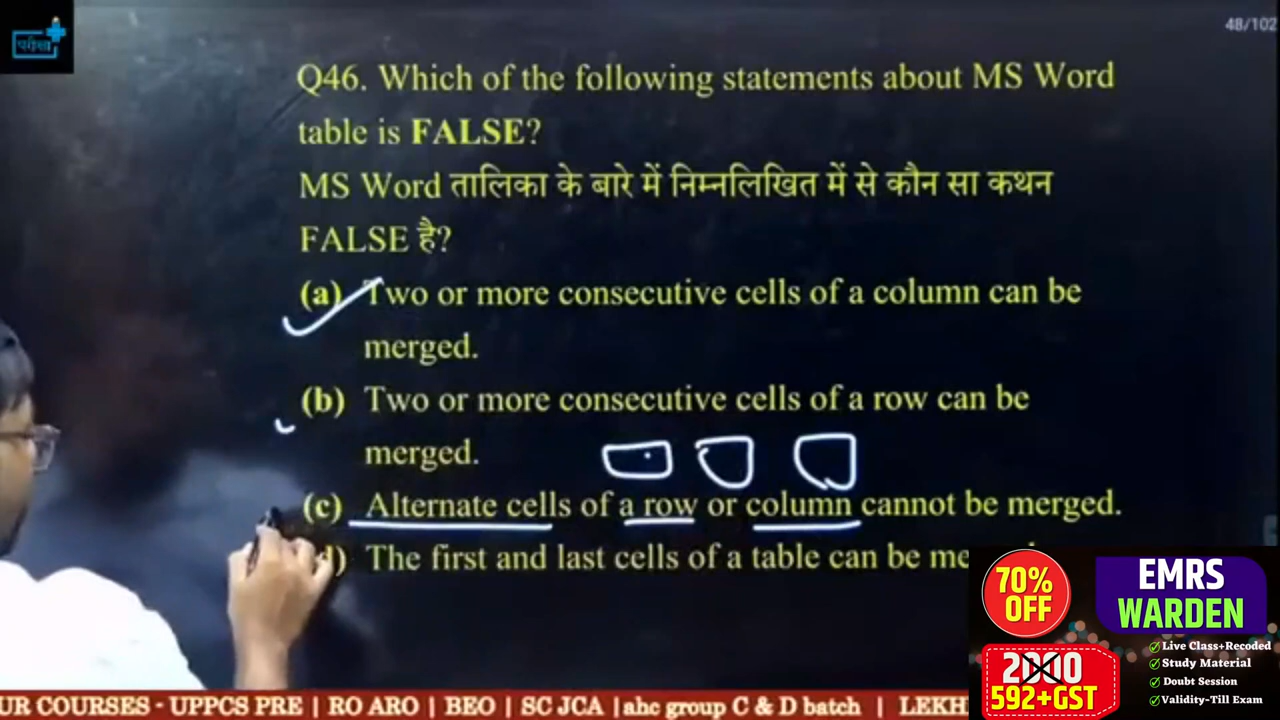 परीक्षा
48/102
Q46. Which of the following statements about MS Word
table is FALSE?
MS Word तालिका के बारे में निम्नलिखित में से कौन सा कथन
FALSE है?
(a) Two or more consecutive cells of a column can be
merged.
(b) Two or more consecutive cells of a row can be
merged.
(c) Alternate cells of a row or column cannot be merged.
The first and last cells of a table can be
70%
OFF
EMRS
WARDEN
2000
592+GST
Live Class+Recoded
Study Material
Doubt Session
Validity-Till Exam
UR COURSES - UPPCS PRE | RO ARO | BEO | SC JCA | ahc group C & D batch | LEKH